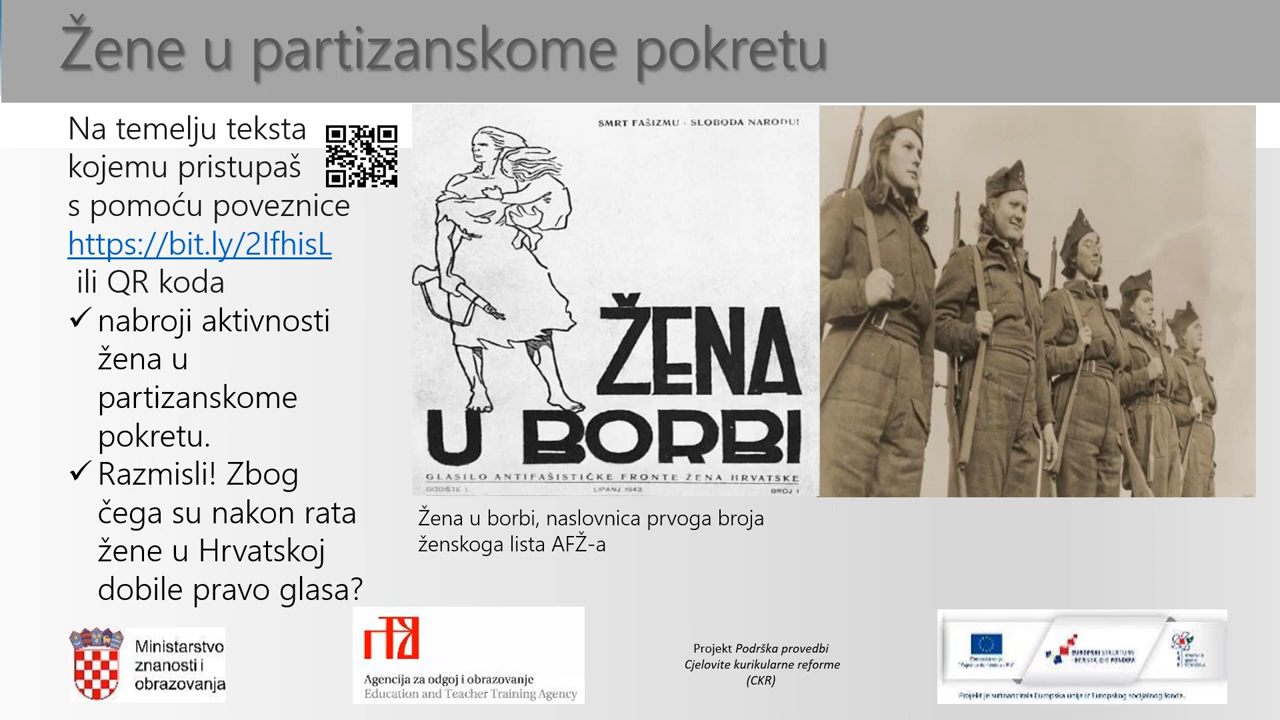 Žene u partizanskome pokretu
Na temelju teksta
kojemu pristupaš
s pomoću poveznice
https://bit.ly/2IfhisL
ili QR koda
✓ nabroji aktivnosti
žena u
partizanskome
pokretu.
✓ Razmisli! Zbog
čega su nakon rata
žene u Hrvatskoj
dobile pravo glasa?
SMRT FAŠIZMU - SLOBODA NARODU!
ŽENA
U BORBI
GLASILO ANTIFAŠISTIČKE FRONTE ŽENA HRVATSKE
GODIŠTE I. LIPANJ 1943. BROJ 1
Žena u borbi, naslovnica prvoga broja
ženskoga lista AFŽ-a
Ministarstvo
znanosti i
obrazovanja
Agencija za odgoj i obrazovanje
Education and Teacher Training Agency
Projekt Podrška provedbi
Cjelovite kurikularne reforme
(CKR)
EUROPSKI STRUKTURNI
I INVESTICIJSKI FONDOVI
Projekt je sufinancirala Europska unija iz Europskog socijalnog fonda.